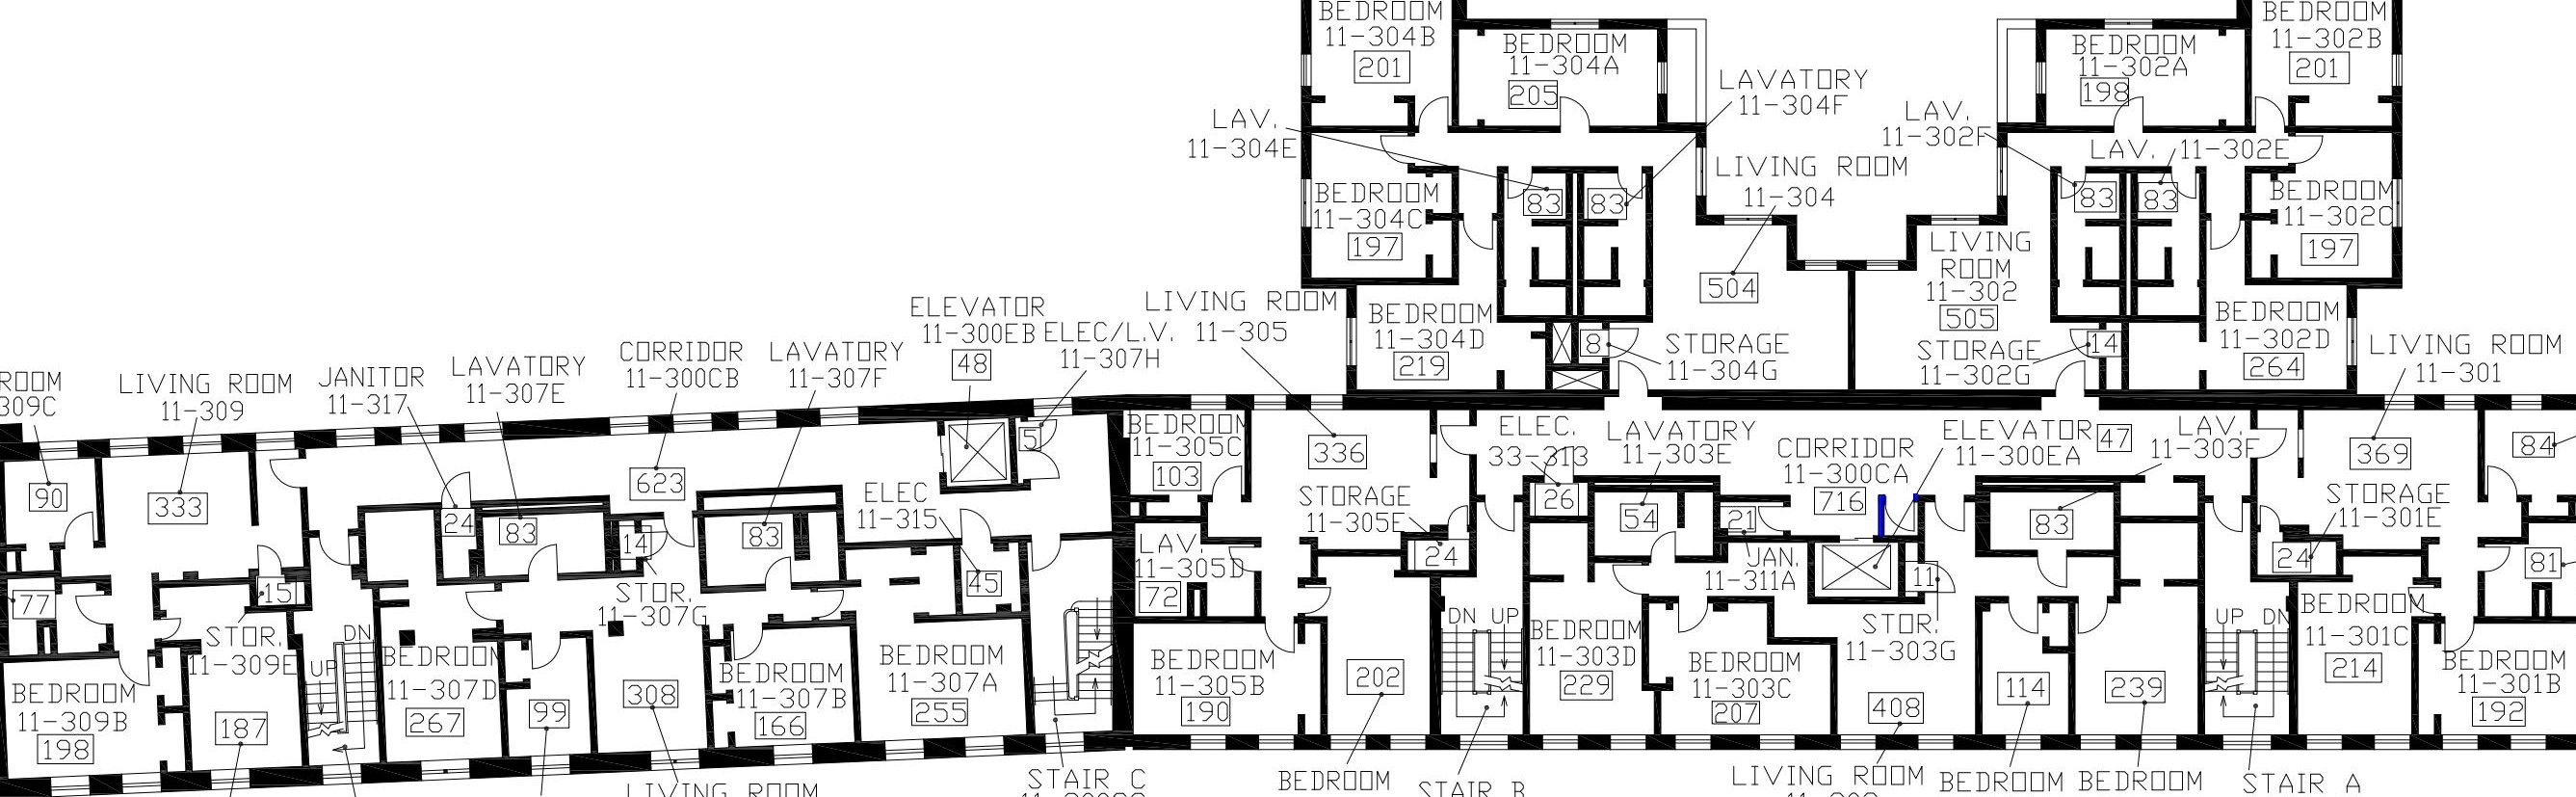 BEDROOM
11-304B
201
BEDROOM
11-304A
205
LAVATORY
11-304F
LAV.
11-304E
BEDROOM
11-304C
197
83
83
LIVING ROOM
11-304
504
BEDROOM
11-304D
219
8
STORAGE
11-304G
BEDROOM
11-302A
198
BEDROOM
11-302B
201
LAV.
11-302F
LAV.
11-302E
83
83
BEDROOM
11-302C
197
LIVING
ROOM
11-302
505
STORAGE
11-302G
14
BEDROOM
11-302D
264
LIVING ROOM
11-301
ROOM
309C
90
LIVING ROOM
11-309
333
JANITOR
11-317
24
LAVATORY
11-307E
83
CORRIDOR
11-300CB
623
LAVATORY
11-307F
83
ELEVATOR
11-300EB
48
ELEC/L.V.
11-307H
5
LIVING ROOM
11-305
336
77
15
STOR.
11-309E
187
BEDROOM
11-309B
198
UP
DN
BEDROOM
11-307D
267
99
14
STOR.
11-307G
308
BEDROOM
11-307B
166
ELEC
11-315
45
BEDROOM
11-307A
255
BEDROOM
11-305C
103
LAV.
11-305D
72
STORAGE
11-305E
24
BEDROOM
11-305B
190
202
DN UP
ELEC.
33-313
26
LAVATORY
11-303E
54
CORRIDOR
11-300CA
716
21
JAN.
11-311A
ELEVATOR
11-300EA
47
LAV.
11-303F
83
11
STOR.
11-303G
BEDROOM
11-303D
229
BEDROOM
11-303C
207
408
114
239
UP DN
369
84
STORAGE
11-301E
24
81
BEDROOM
11-301C
214
BEDROOM
11-301B
192
LIVING ROOM
STAIR C
BEDROOM
STAIR B
LIVING ROOM
BEDROOM
BEDROOM
STAIR A